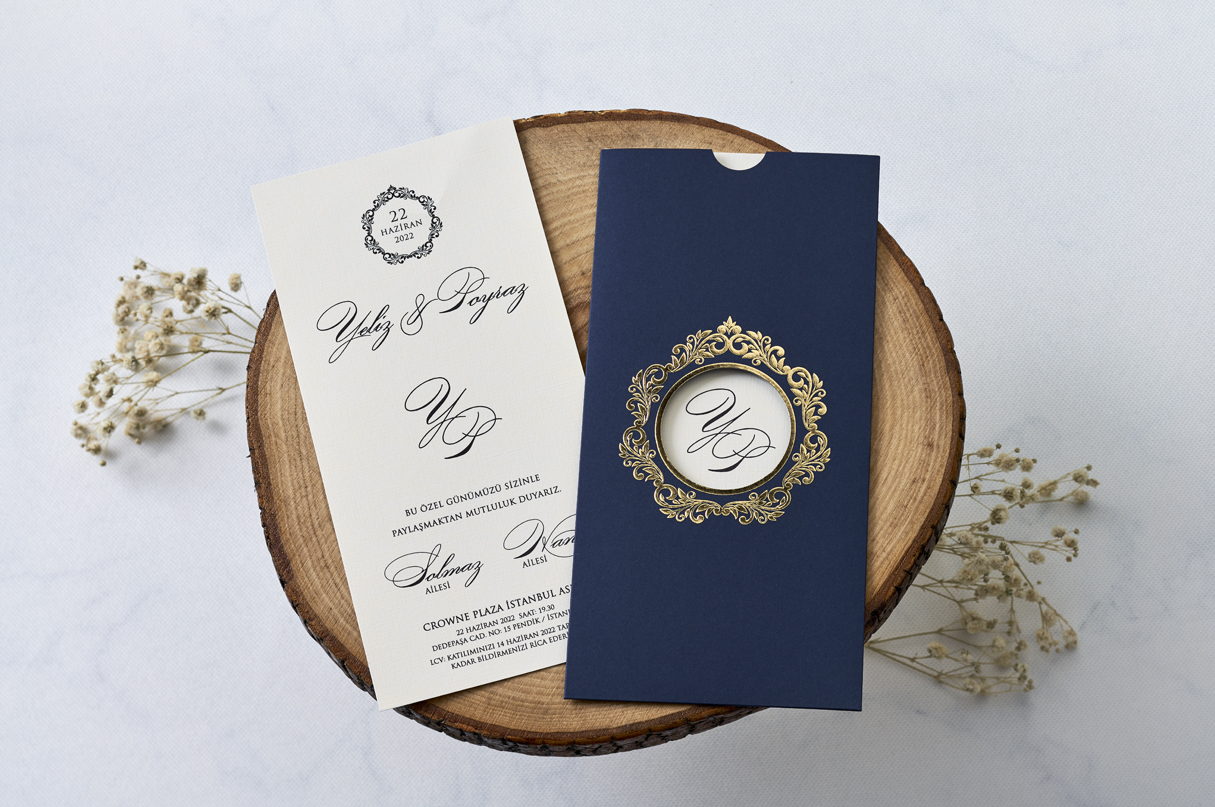 22
HAZİRAN
2022
Yeliz & Poyraz
YP
BU ÖZEL GÜNÜMÜZÜ SİZİNLE
PAYLAŞMAKTAN MUTLULUK DUYARIZ.
Solmaz
AİLESİ
AİLESİ
CROWNE PLAZA İSTANBUL
22 HAZİRAN 2022 SAAT: 19.30
DEDEPAŞA CAD. NO: 15 PENDİK /
LCV: KATILIMINIZI 14 HAZİRAN 2022
KADAR BİLDİRMENİZİ RİCA
YP